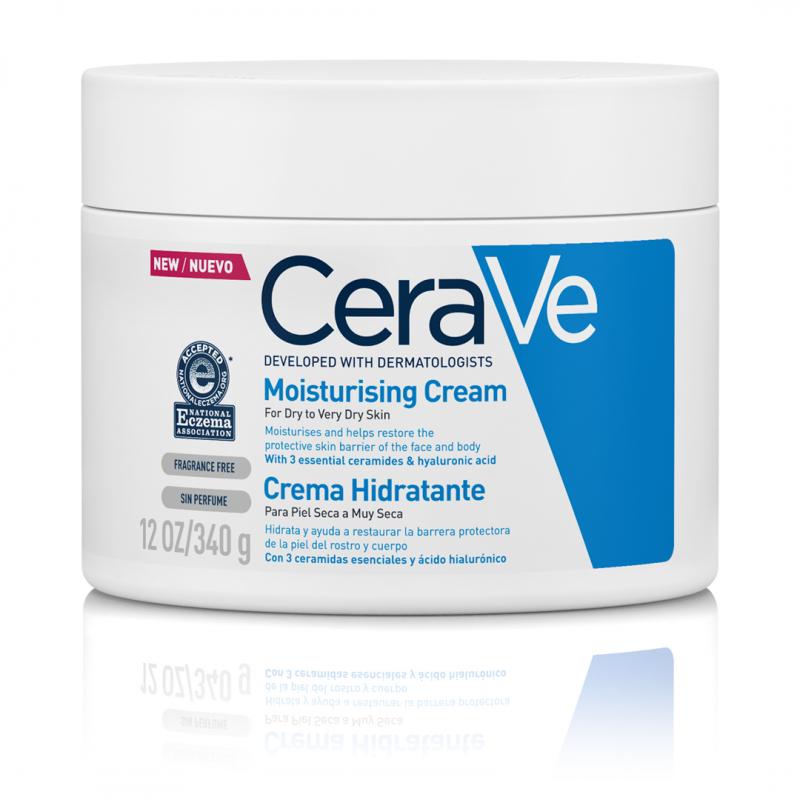 NEW / NUEVO
CeraVe
DEVELOPED WITH DERMATOLOGISTS
Moisturising Cream
For Dry to Very Dry Skin
Moisturises and helps restore the
protective skin barrier of the face and body
With 3 essential ceramides & hyaluronic acid
Crema Hidratante
Para Piel Seca a Muy Seca
Hidrata y ayuda a restaurar la barrera protectora
de la piel del rostro y cuerpo
Con 3 ceramidas esenciales y ácido hialurónico
ACCEPTED
e
NATIONALECZEMA.ORG
*
NATIONAL
Eczema
ASSOCIATION
FRAGRANCE FREE
SIN PERFUME
12 OZ/340 g